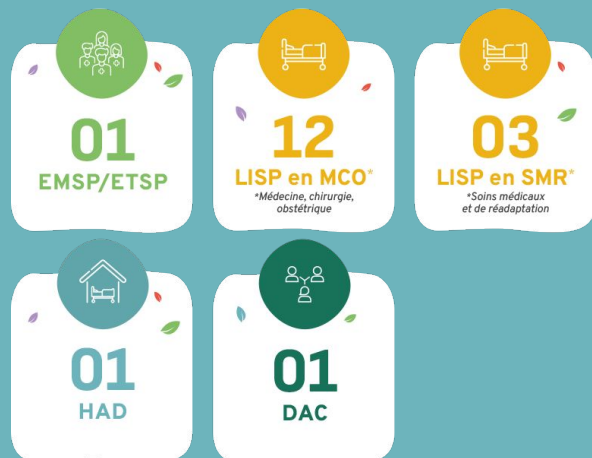 01
EMSP/ETSP
12
LISP en MCO*
*Médecine, chirurgie,
obstétrique
03
LISP en SMR*
*Soins médicaux
et de réadaptation
01
HAD
01
DAC